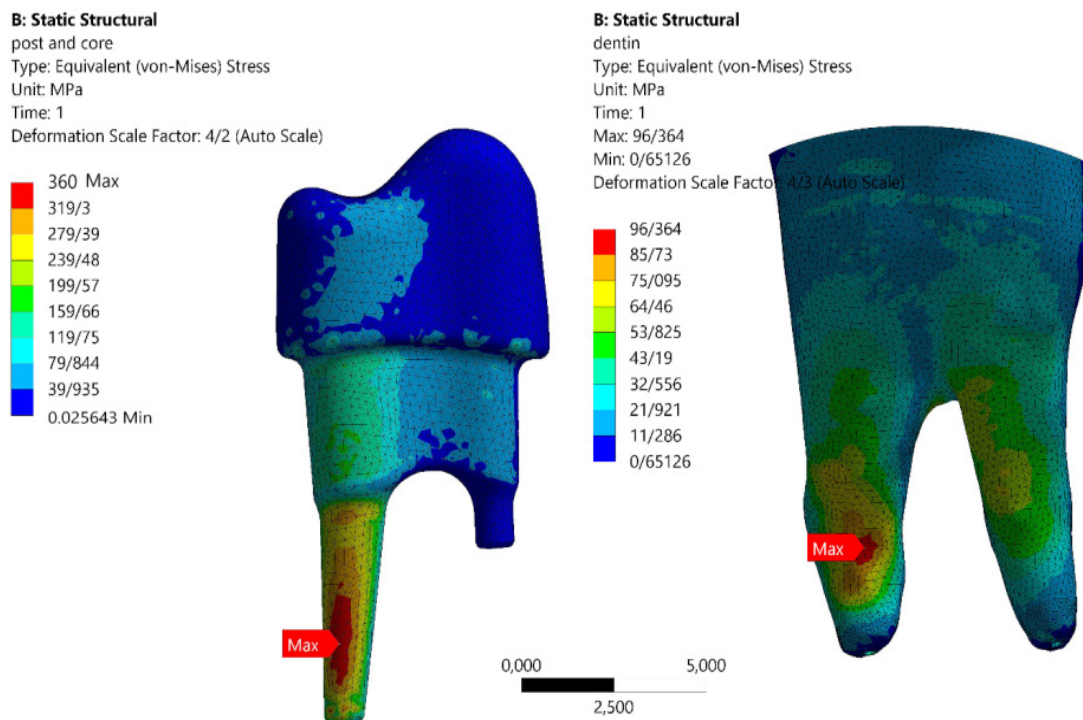 B: Static Structural
post and core
Type: Equivalent (von-Mises) Stress
Unit: MPa
Time: 1
Deformation Scale Factor: 4/2 (Auto Scale)
360 Max
319/3
279/39
239/48
199/57
159/66
119/75
79/844
39/935
0.025643 Min
Max
B: Static Structural
dentin
Type: Equivalent (von-Mises) Stress
Unit: MPa
Time: 1
Max: 96/364
Min: 0/65126
Deformation Scale Factor: 4/3 (Auto Scale)
96/364
85/73
75/095
64/46
53/825
43/19
32/556
21/921
11/286
0/65126
Max
0,000 5,000
2,500